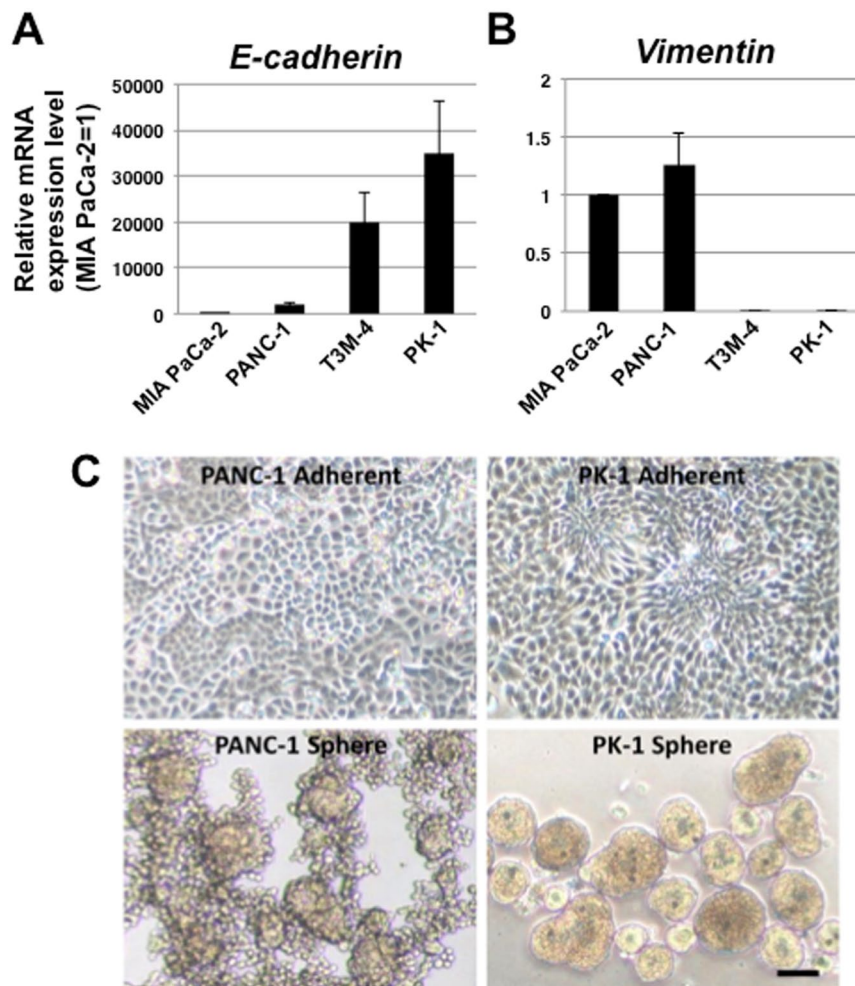 A
E-cadherin
Relative mRNA
expression level
(MIA PaCa-2=1)
50000
40000
30000
20000
10000
0
MIA PaCa-2
PANC-1
T3M-4
PK-1
B
Vimentin
2
1.5
1
0.5
0
MIA PaCa-2
PANC-1
T3M-4
PK-1
C
PANC-1 Adherent
PK-1 Adherent
PANC-1 Sphere
PK-1 Sphere